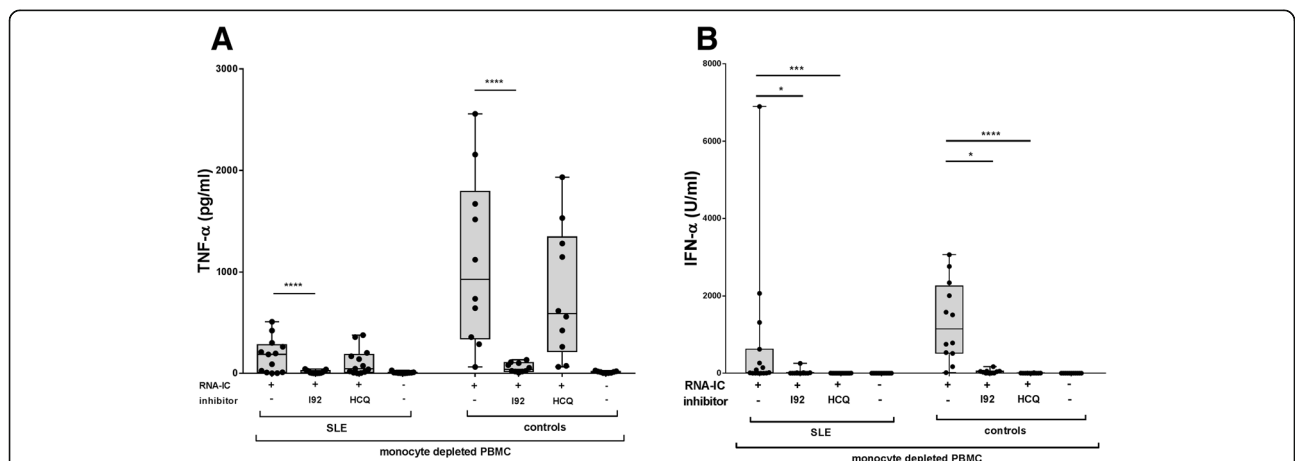 A
TNF-α (pg/ml)
3000
2000
1000
0
****
****
RNA-IC + + + - + + + -
inhibitor - I92 HCQ - - I92 HCQ -
SLE controls
monocyte depleted PBMC
B
IFN-α (U/ml)
8000
6000
4000
2000
0
***
*
****
*
RNA-IC + + + - + + + -
inhibitor - I92 HCQ - - I92 HCQ -
SLE controls
monocyte depleted PBMC